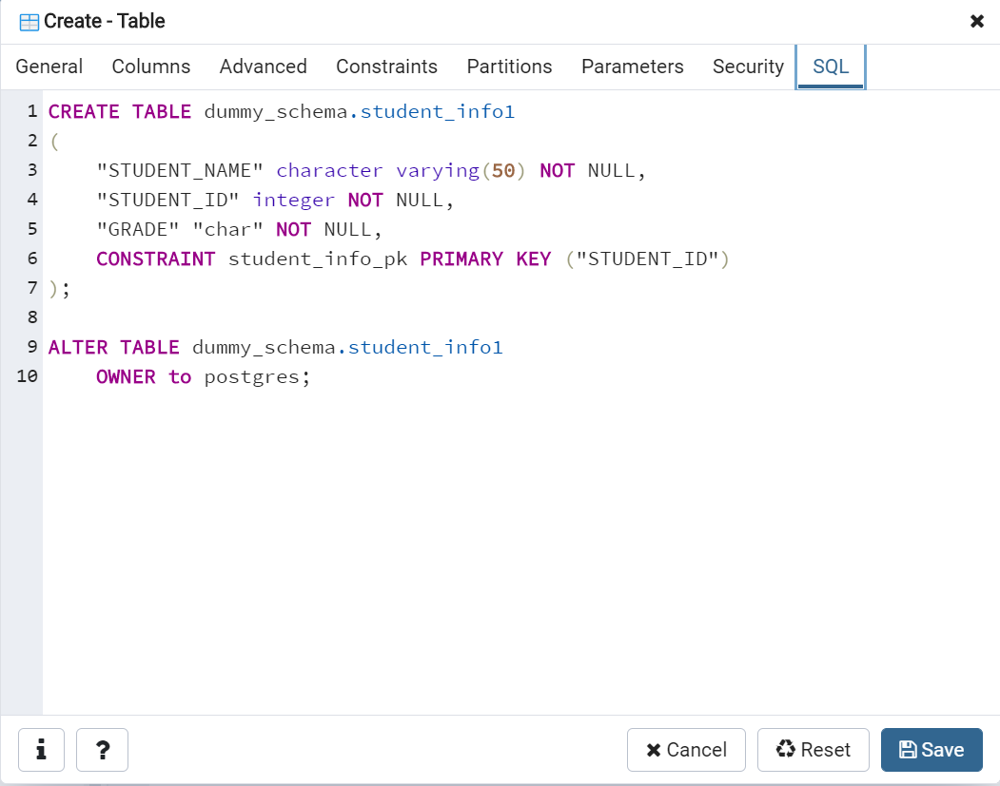 Create - Table
General Columns Advanced Constraints Partitions Parameters Security SQL
1 CREATE TABLE dummy_schema.student_info1
2 (
3     "STUDENT_NAME" character varying(50) NOT NULL,
4     "STUDENT_ID" integer NOT NULL,
5     "GRADE" "char" NOT NULL,
6     CONSTRAINT student_info_pk PRIMARY KEY ("STUDENT_ID")
7 );
8
9 ALTER TABLE dummy_schema.student_info1
10     OWNER to postgres;
i ? Cancel Reset Save